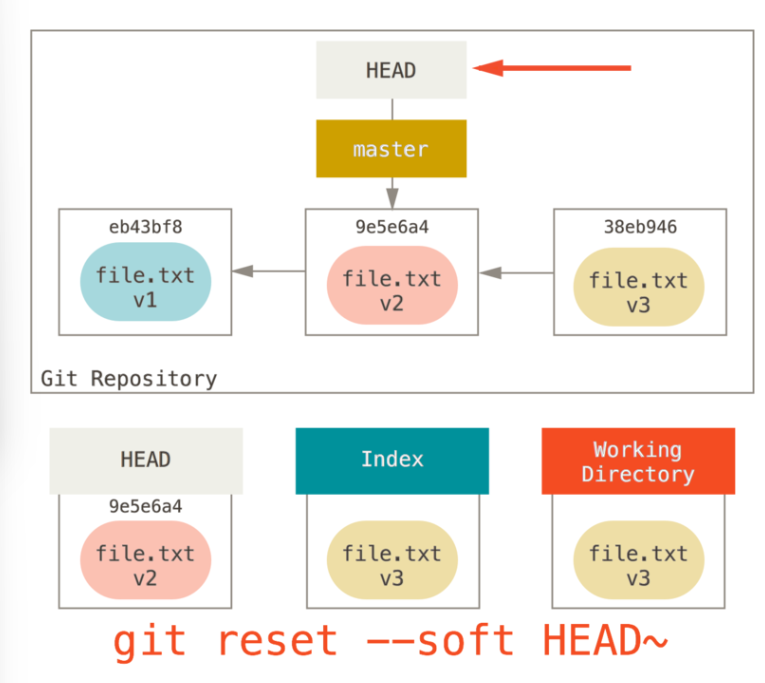 HEAD
master
eb43bf8
file.txt
v1
9e5e6a4
file.txt
v2
38eb946
file.txt
v3
Git Repository
HEAD
9e5e6a4
file.txt
v2
Index
file.txt
v3
Working
Directory
file.txt
v3
git reset --soft HEAD~